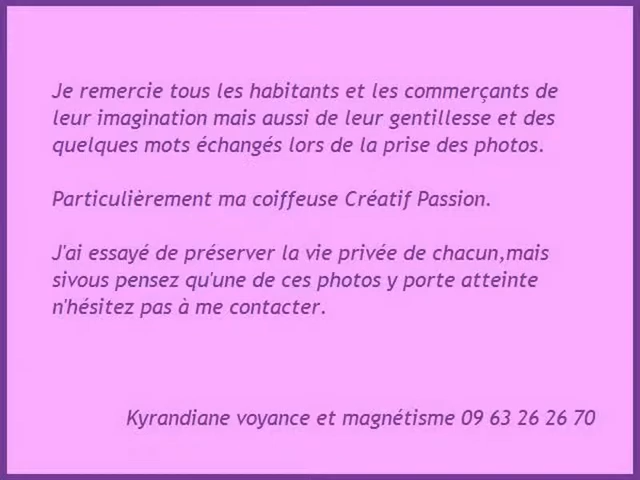 Je remercie tous les habitants et les commerçants de
leur imagination mais aussi de leur gentillesse et des
quelques mots échangés lors de la prise des photos.
Particulièrement ma coiffeuse Créatif Passion.
J'ai essayé de préserver la vie privée de chacun,mais
sivous pensez qu'une de ces photos y porte atteinte
n'hésitez pas à me contacter.
Kyrandiane voyance et magnétisme 09 63 26 26 70